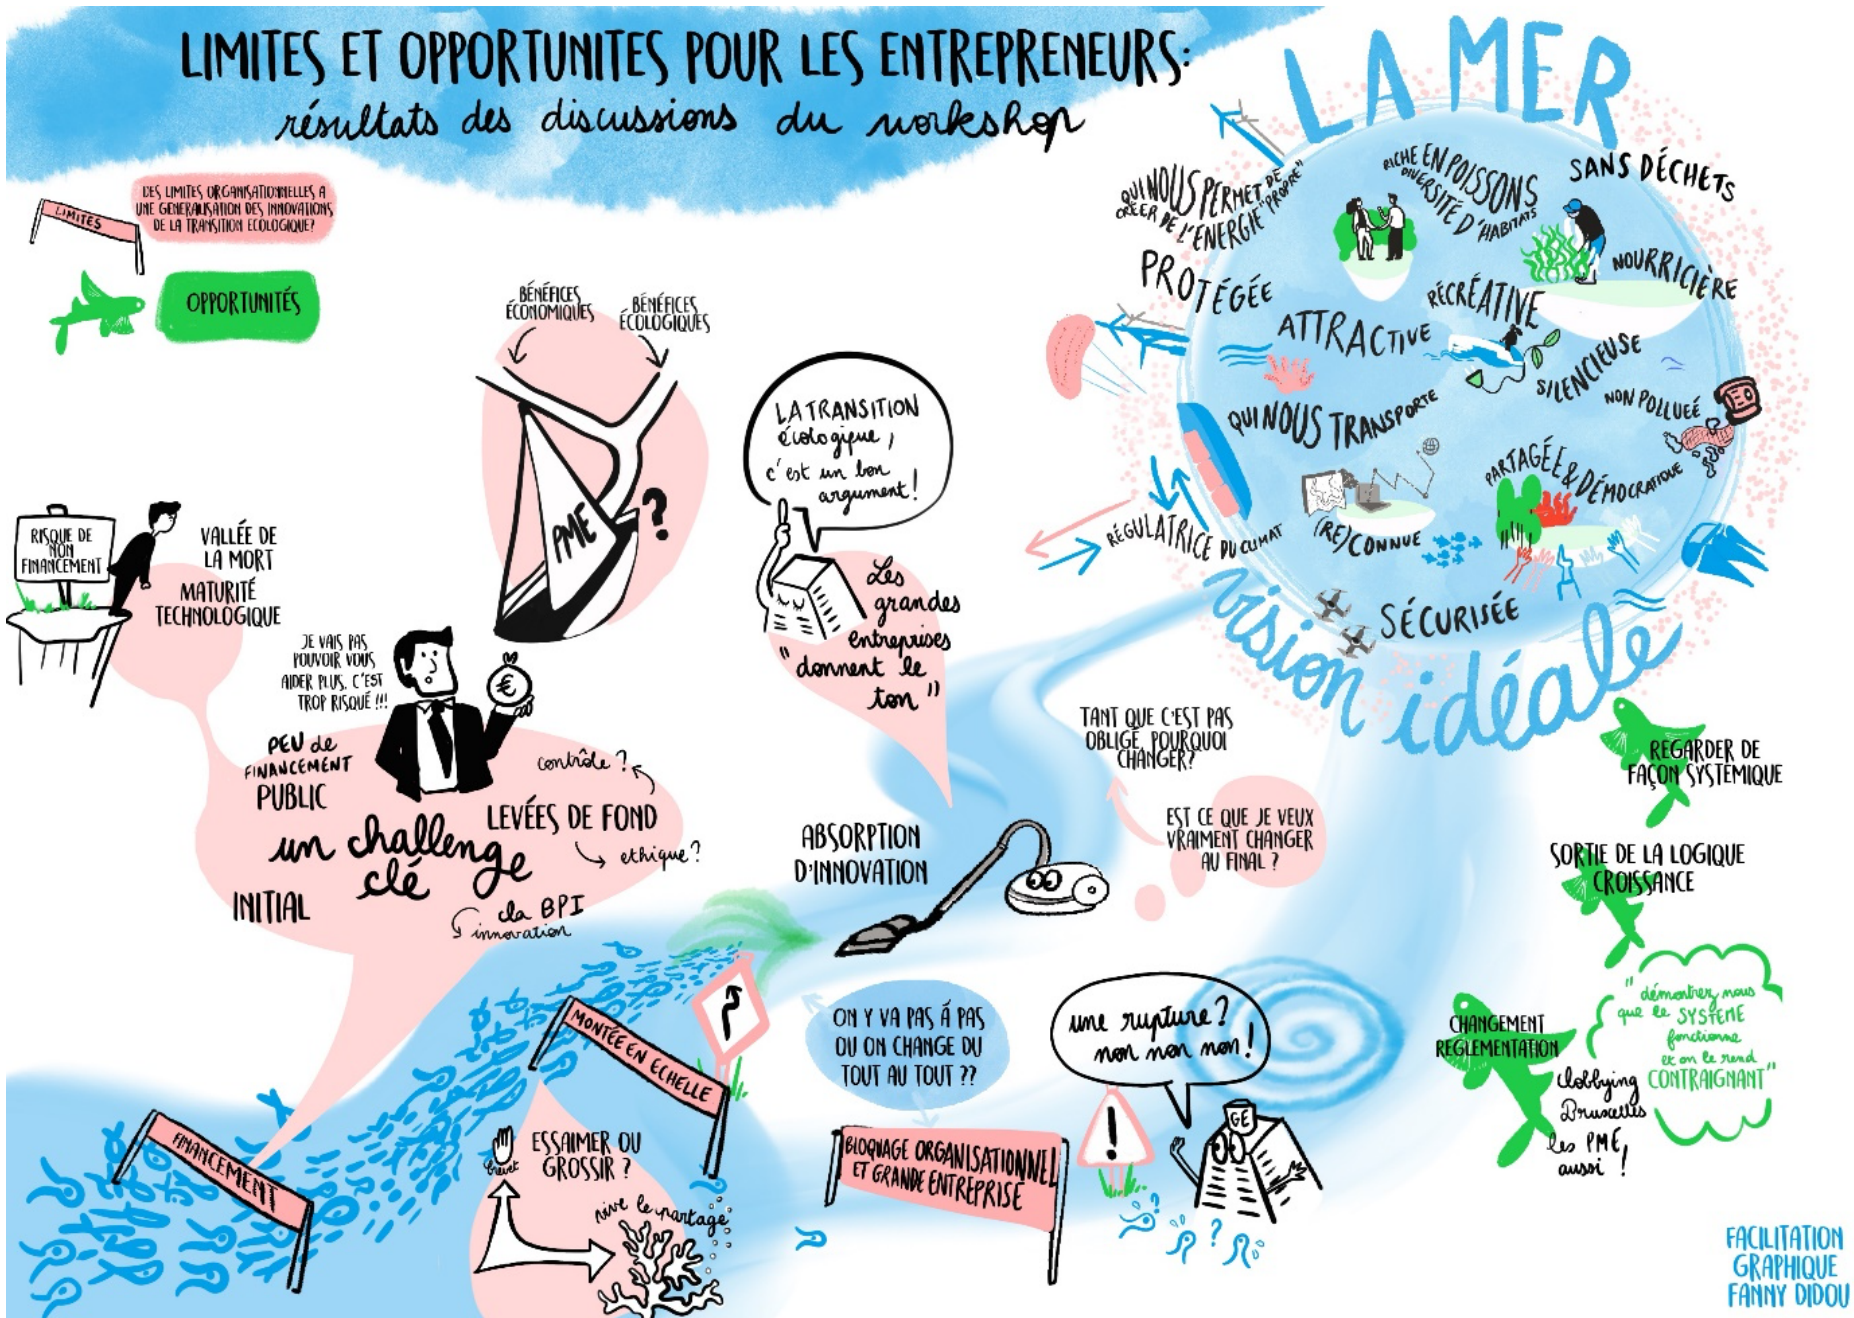 LIMITES ET OPPORTUNITES POUR LES ENTREPRENEURS:
résultats des discussions du workshop
LIMITES
DES LIMITES ORGANISATIONNELLES A
UNE GENERALISATION DES INNOVATIONS
DE LA TRANSITION ECOLOGIQUE?
OPPORTUNITÉS
BÉNÉFICES
ÉCONOMIQUES
BÉNÉFICES
ÉCOLOGIQUES
PME
?
LA TRANSITION
écologique,
c'est un bon
argument!
Les
grandes
entreprises
"donnent le
ton"
RISQUE DE
NON
FINANCEMENT
VALLÉE DE
LA MORT
MATURITÉ
TECHNOLOGIQUE
JE VAIS PAS
POUVOIR VOUS
AIDER PLUS, C'EST
TROP RISQUÉ !!!
€
PEU de
FINANCEMENT
PUBLIC
contrôle ?
LEVÉES DE FOND
ethique ?
un challenge
clé
INITIAL
la BPI
innovation
FINANCEMENT
MONTÉE EN ECHELLE
brevet
ESSAIMER OU
GROSSIR ?
vive le partage
ABSORPTION
D'INNOVATION
TANT QUE C'EST PAS
OBLIGÉ, POURQUOI
CHANGER?
EST CE QUE JE VEUX
VRAIMENT CHANGER
AU FINAL ?
ON Y VA PAS Á PAS
OU ON CHANGE DU
TOUT AU TOUT ??
BLOQUAGE ORGANISATIONNEL
ET GRANDE ENTREPRISE
une rupture?
non non non!
!
GE
? ?
LA MER
QUI NOUS PERMET DE
CRÉER DE L'ÉNERGIE "PROPRE"
RICHE EN POISSONS
DIVERSITÉ D'HABITATS
SANS DÉCHETS
PROTÉGÉE
NOURRICIÈRE
RÉCRÉATIVE
ATTRACTIVE
SILENCIEUSE
NON POLLUEÉ
QUI NOUS TRANSPORTE
PARTAGÉE & DÉMOCRATIQUE
RÉGULATRICE DU CLIMAT
(RE)CONNUE
SÉCURISÉE
vision idéale
REGARDER DE
FAÇON SYSTÉMIQUE
SORTIE DE LA LOGIQUE
CROISSANCE
CHANGEMENT
REGLEMENTATION
"démontrez nous
que le SYSTEME
fonctionne
et on le rend
CONTRAIGNANT"
lobbying
Bruxelles
les PME
aussi !
FACILITATION
GRAPHIQUE
FANNY DIDOU